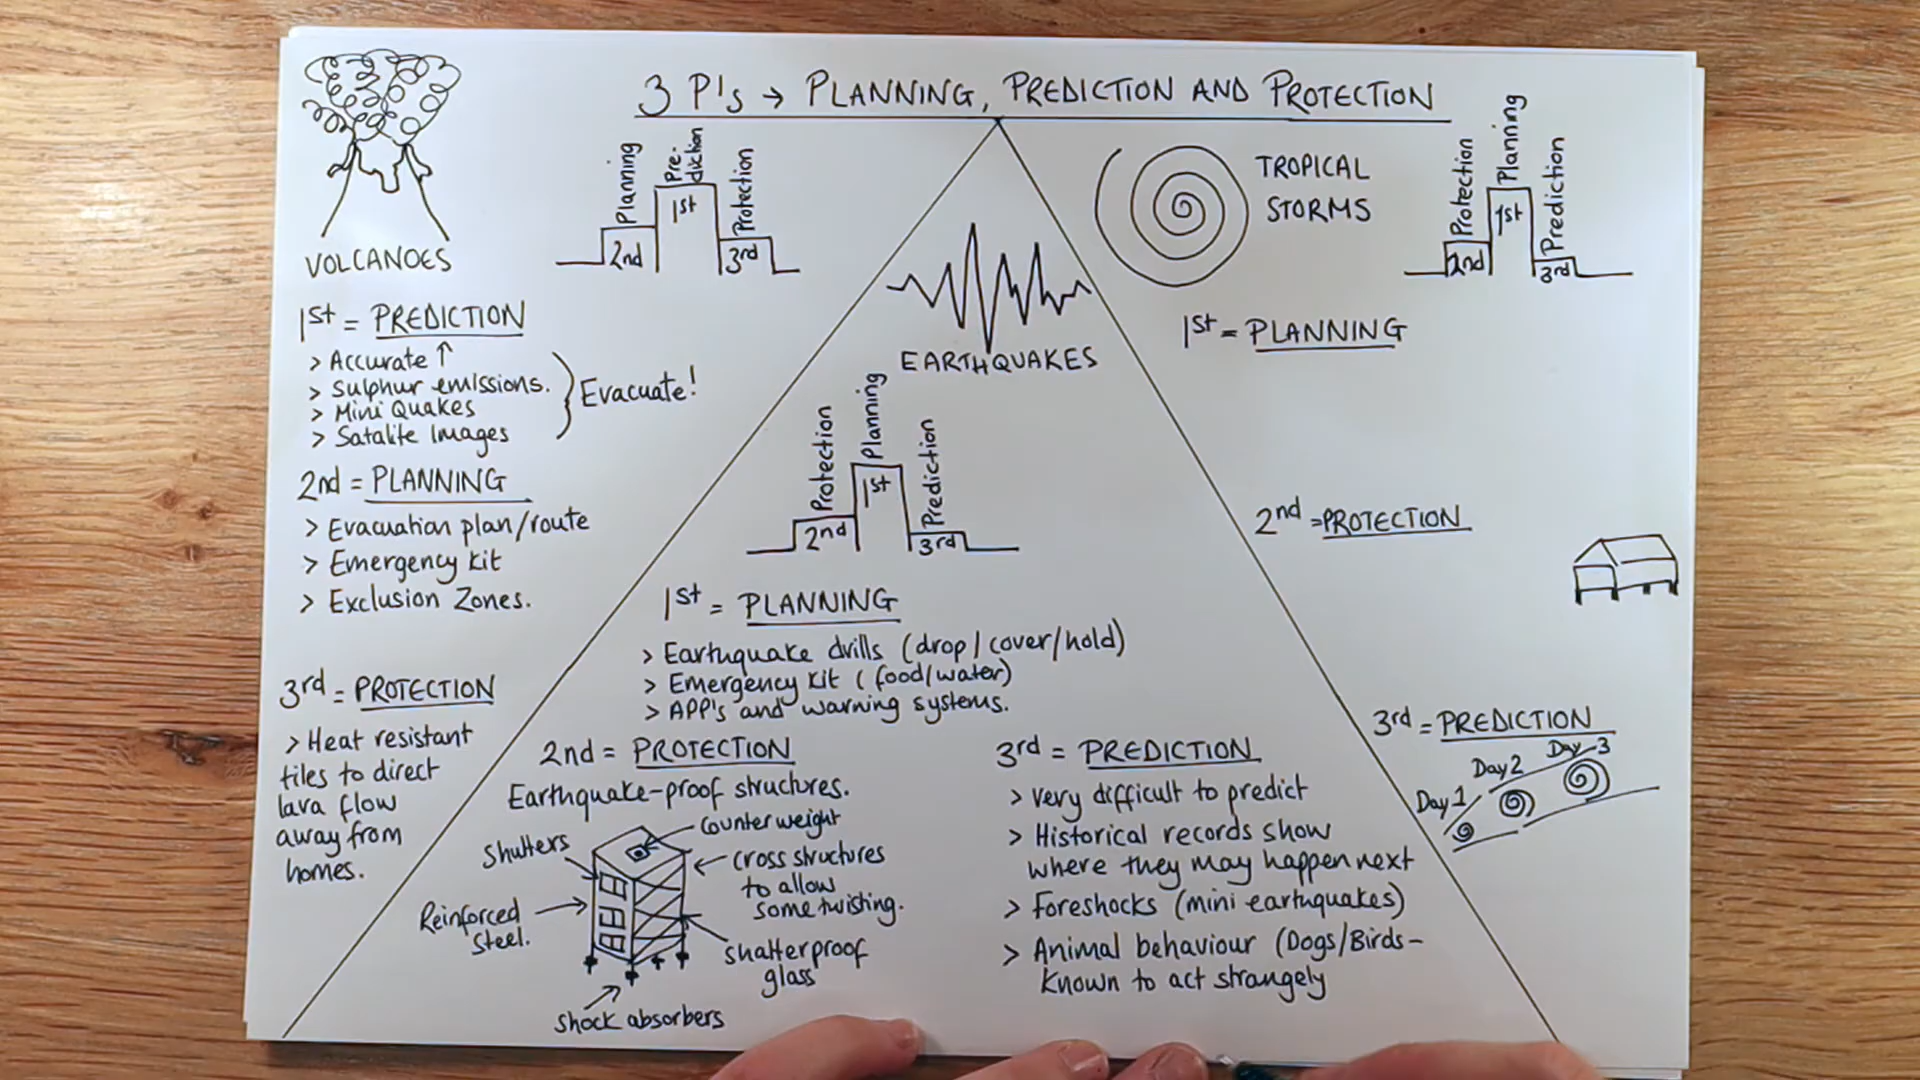 3 P's → PLANNING, PREDICTION AND PROTECTION
VOLCANOES
Planning
Pre-
diction
Protection
2nd
1st
3rd
1st = PREDICTION
> Accurate ↑
> Sulphur emissions.
> Mini Quakes
> Satalite Images
Evacuate!
2nd = PLANNING
> Evacuation plan/route
> Emergency Kit
> Exclusion Zones.
3rd = PROTECTION
> Heat resistant
tiles to direct
lava flow
away from
homes.
EARTHQUAKES
Protection
Planning
Prediction
2nd
1st
3rd
1st = PLANNING
> Earthquake drills (drop/cover/hold)
> Emergency Kit (food/water)
> APP's and warning systems.
2nd = PROTECTION
Earthquake-proof structures.
Shutters
Counterweight
Cross structures
to allow
some twisting.
Reinforced
Steel.
Shatterproof
glass
Shock absorbers
3rd = PREDICTION
> Very difficult to predict
> Historical records show
where they may happen next
> Foreshocks (mini earthquakes)
> Animal behaviour (Dogs/Birds-
Known to act strangely
TROPICAL
STORMS
Protection
Planning
Prediction
2nd
1st
3rd
1st = PLANNING
2nd = PROTECTION
3rd = PREDICTION
Day 1
Day 2
Day 3